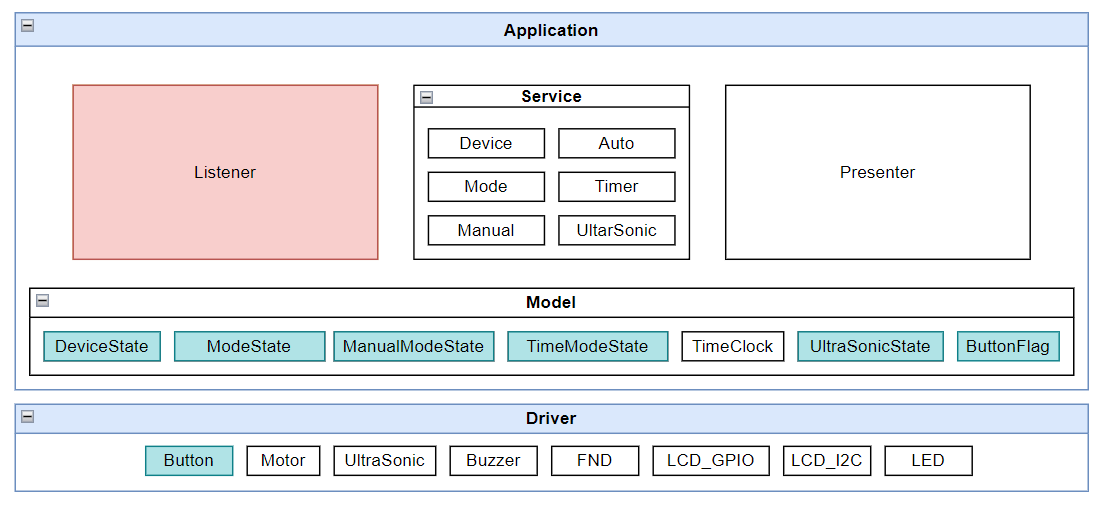 Application
Listener
Service
Device
Auto
Mode
Timer
Manual
UltarSonic
Presenter
Model
DeviceState
ModeState
ManualModeState
TimeModeState
TimeClock
UltraSonicState
ButtonFlag
Driver
Button
Motor
UltraSonic
Buzzer
FND
LCD_GPIO
LCD_I2C
LED